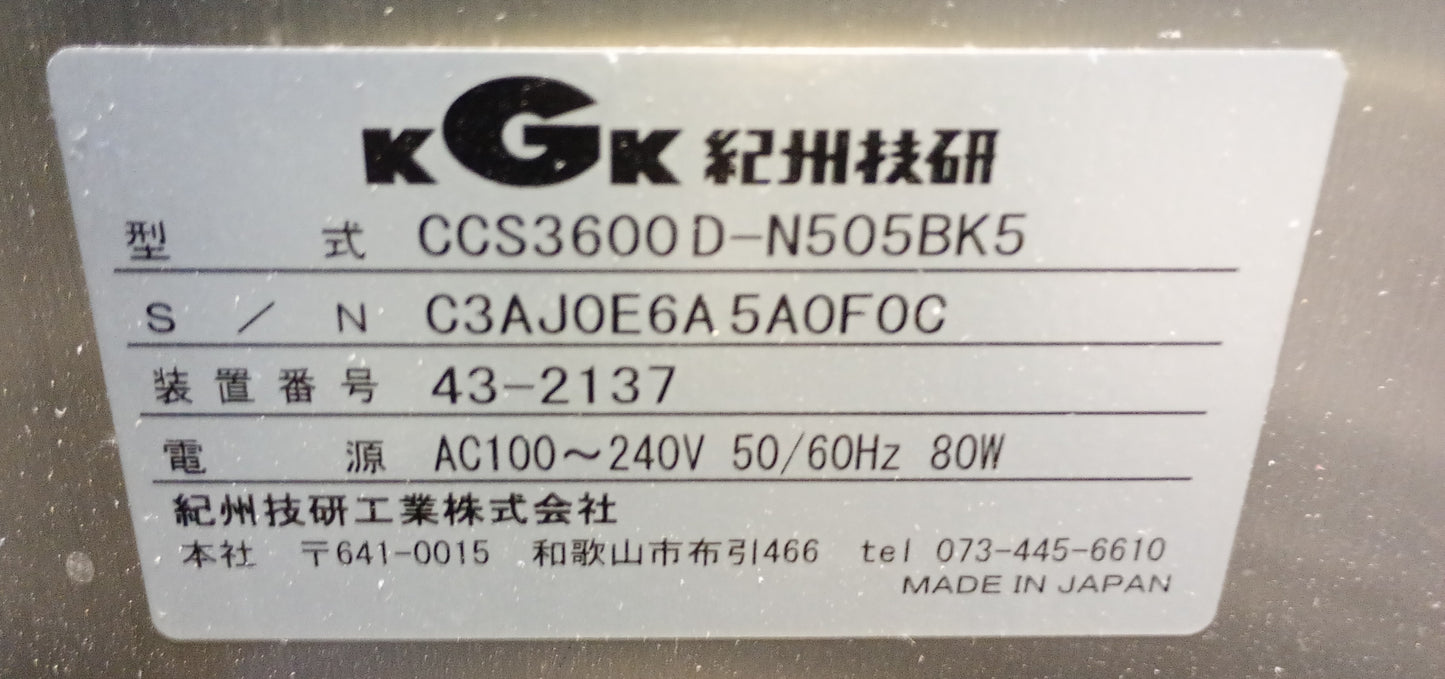 KGK 紀州技研
型式 CCS3600D-N505BK5
S/N C3AJ0E6A5A0F0C
装置番号 43-2137
電源 AC100～240V 50/60Hz 80W
紀州技研工業株式会社
本社 〒641-0015 和歌山市布引466 tel 073-445-6610
MADE IN JAPAN